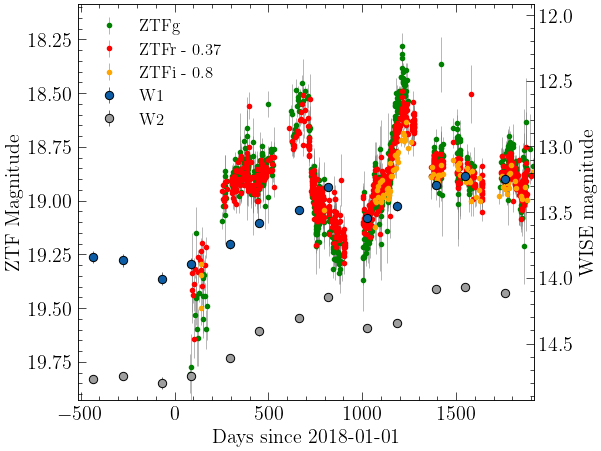 ZTFg
ZTFr - 0.37
ZTFi - 0.8
W1
W2
ZTF Magnitude
18.25
18.50
18.75
19.00
19.25
19.50
19.75
WISE magnitude
12.0
12.5
13.0
13.5
14.0
14.5
−500
0
500
1000
1500
Days since 2018-01-01